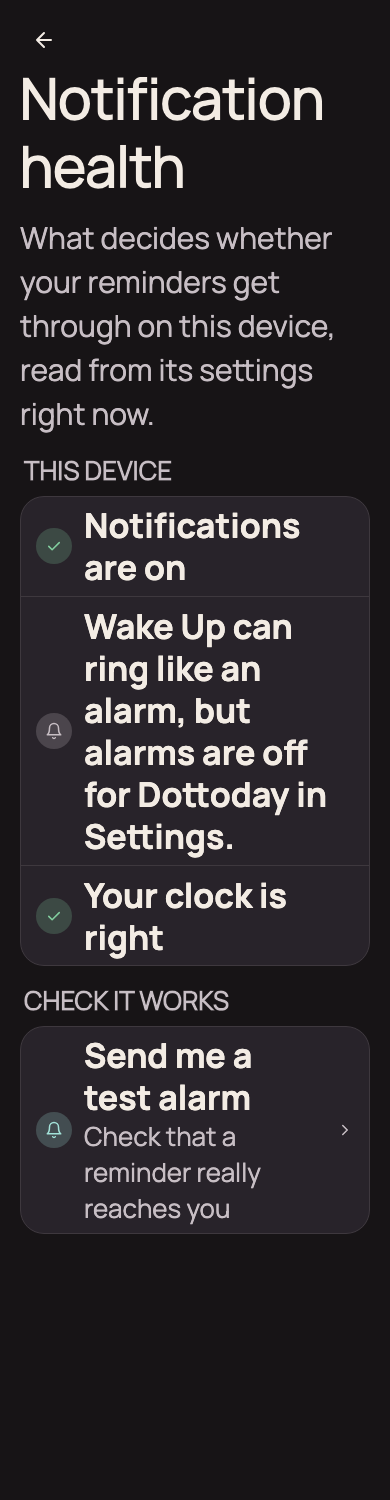 Notification
health
What decides whether
your reminders get
through on this device,
read from its settings
right now.
THIS DEVICE
Notifications
are on
Wake Up can
ring like an
alarm, but
alarms are off
for Dottoday in
Settings.
Your clock is
right
CHECK IT WORKS
Send me a
test alarm
Check that a
reminder really
reaches you